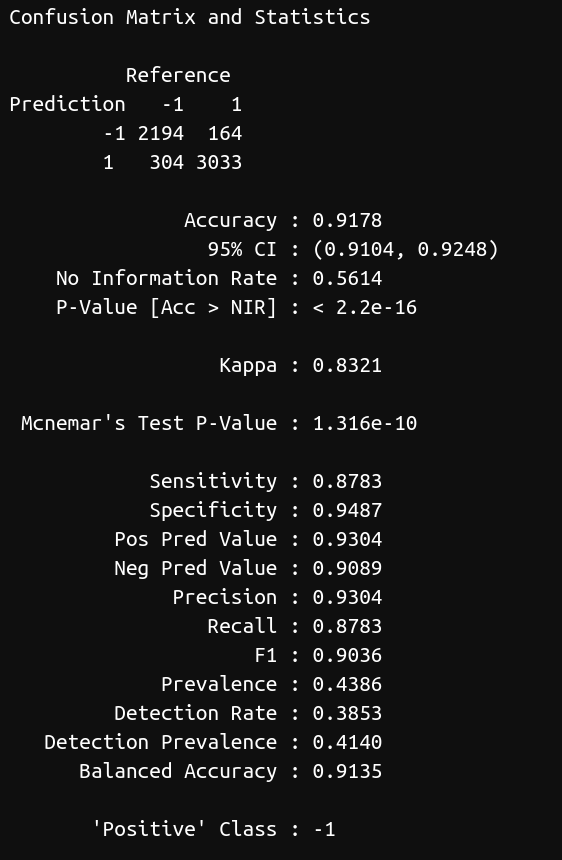 Confusion Matrix and Statistics

          Reference
Prediction   -1    1
        -1 2194  164
        1   304 3033

               Accuracy : 0.9178
                 95% CI : (0.9104, 0.9248)
    No Information Rate : 0.5614
    P-Value [Acc > NIR] : < 2.2e-16

                  Kappa : 0.8321

 Mcnemar's Test P-Value : 1.316e-10

            Sensitivity : 0.8783
            Specificity : 0.9487
         Pos Pred Value : 0.9304
         Neg Pred Value : 0.9089
              Precision : 0.9304
                 Recall : 0.8783
                     F1 : 0.9036
             Prevalence : 0.4386
         Detection Rate : 0.3853
   Detection Prevalence : 0.4140
      Balanced Accuracy : 0.9135

       'Positive' Class : -1